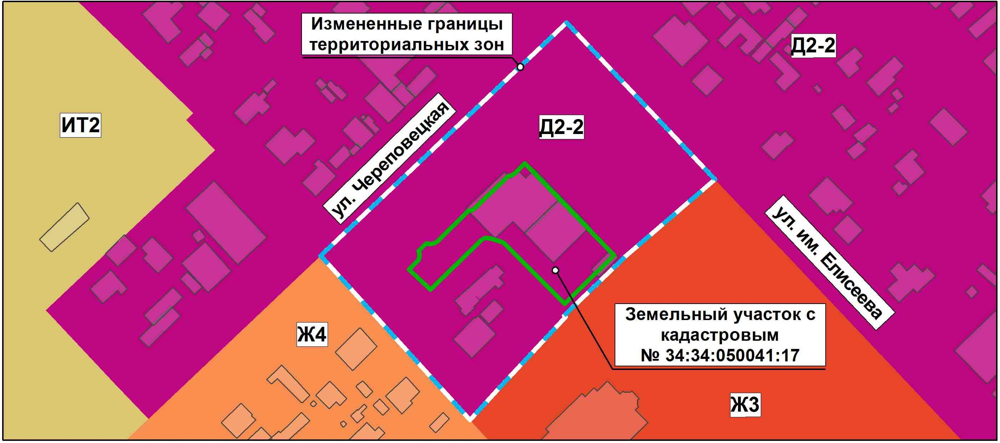 Измененные границы
территориальных зон
Д2-2
ИТ2
Д2-2
ул. Череповецкая
ул. им. Елисеева
Земельный участок с
кадастровым
№ 34:34:050041:17
Ж4
Ж3